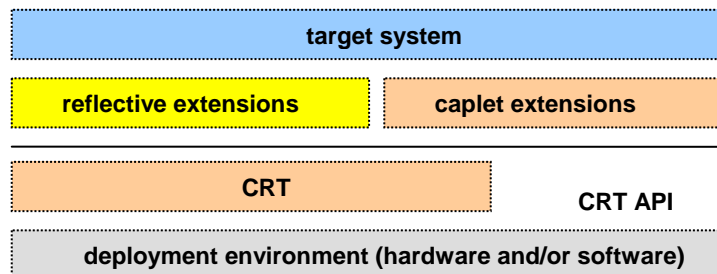 target system
reflective extensions
caplet extensions
CRT
CRT API
deployment environment (hardware and/or software)